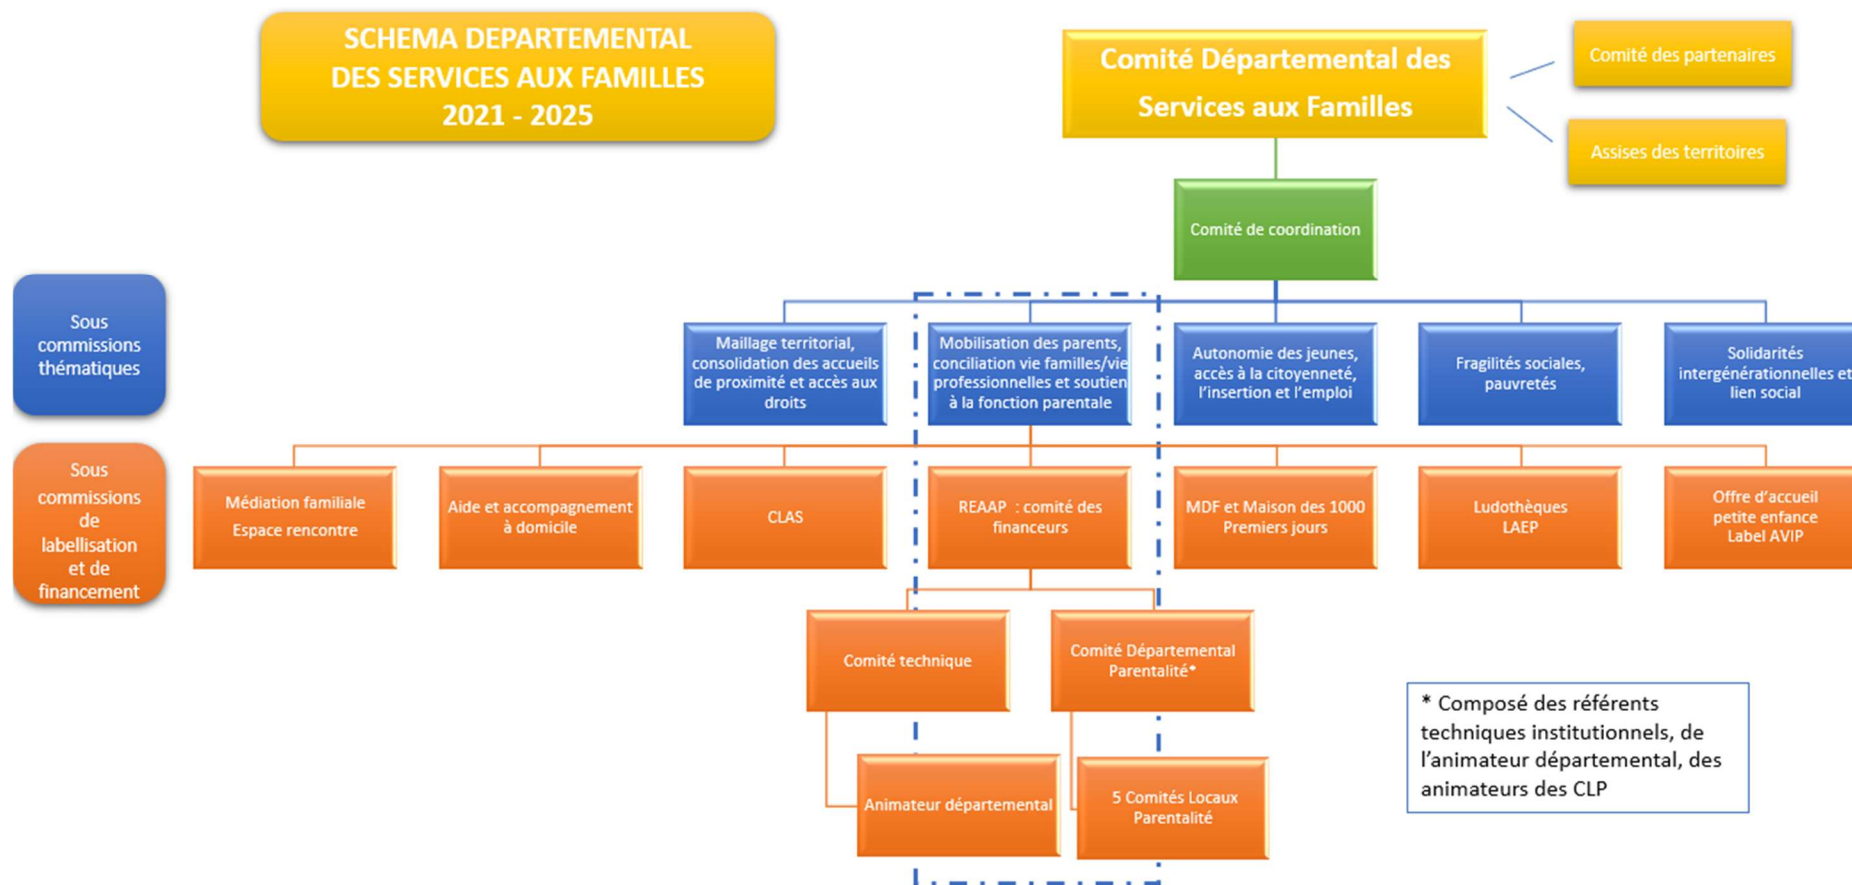 SCHEMA DEPARTEMENTAL
DES SERVICES AUX FAMILLES
2021 - 2025
Comité Départemental des
Services aux Familles
Comité des partenaires
Assises des territoires
Comité de coordination
Sous
commissions
thématiques
Maillage territorial,
consolidation des accueils
de proximité et accès aux
droits
Mobilisation des parents,
conciliation vie familles/vie
professionnelles et soutien
à la fonction parentale
Autonomie des jeunes,
accès à la citoyenneté,
l'insertion et l'emploi
Fragilités sociales,
pauvretés
Solidarités
intergénérationnelles et
lien social
Sous
commissions
de
labellisation
et de
financement
Médiation familiale
Espace rencontre
Aide et accompagnement
à domicile
CLAS
REAAP : comité des
financeurs
MDF et Maison des 1000
Premiers jours
Ludothèques
LAEP
Offre d'accueil
petite enfance
Label AVIP
Comité technique
Comité Départemental
Parentalité*
Animateur départemental
5 Comités Locaux
Parentalité
* Composé des référents
techniques institutionnels, de
l'animateur départemental, des
animateurs des CLP